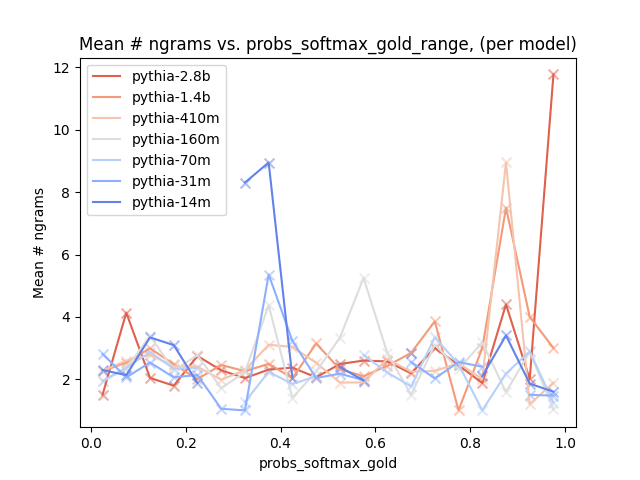 Mean # ngrams vs. probs_softmax_gold_range, (per model)
12
10
8
6
4
2
Mean # ngrams
pythia-2.8b
pythia-1.4b
pythia-410m
pythia-160m
pythia-70m
pythia-31m
pythia-14m
0.0 0.2 0.4 0.6 0.8 1.0
probs_softmax_gold